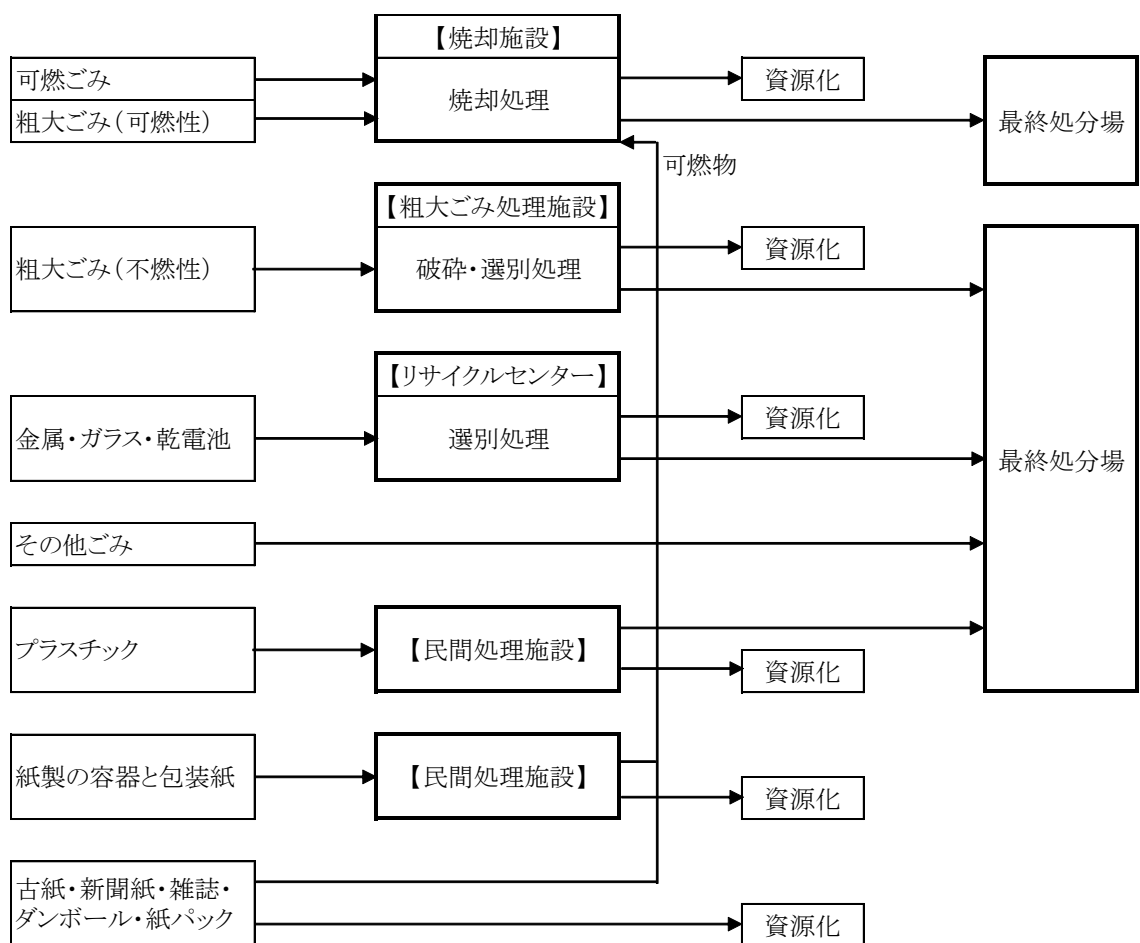 【焼却施設】
可燃ごみ
焼却処理
資源化
粗大ごみ(可燃性)
最終処分場
可燃物
【粗大ごみ処理施設】
資源化
粗大ごみ(不燃性)
破砕・選別処理
【リサイクルセンター】
資源化
金属・ガラス・乾電池
選別処理
最終処分場
その他ごみ
プラスチック
【民間処理施設】
資源化
紙製の容器と包装紙
【民間処理施設】
資源化
古紙・新聞紙・雑誌・
ダンボール・紙パック
資源化